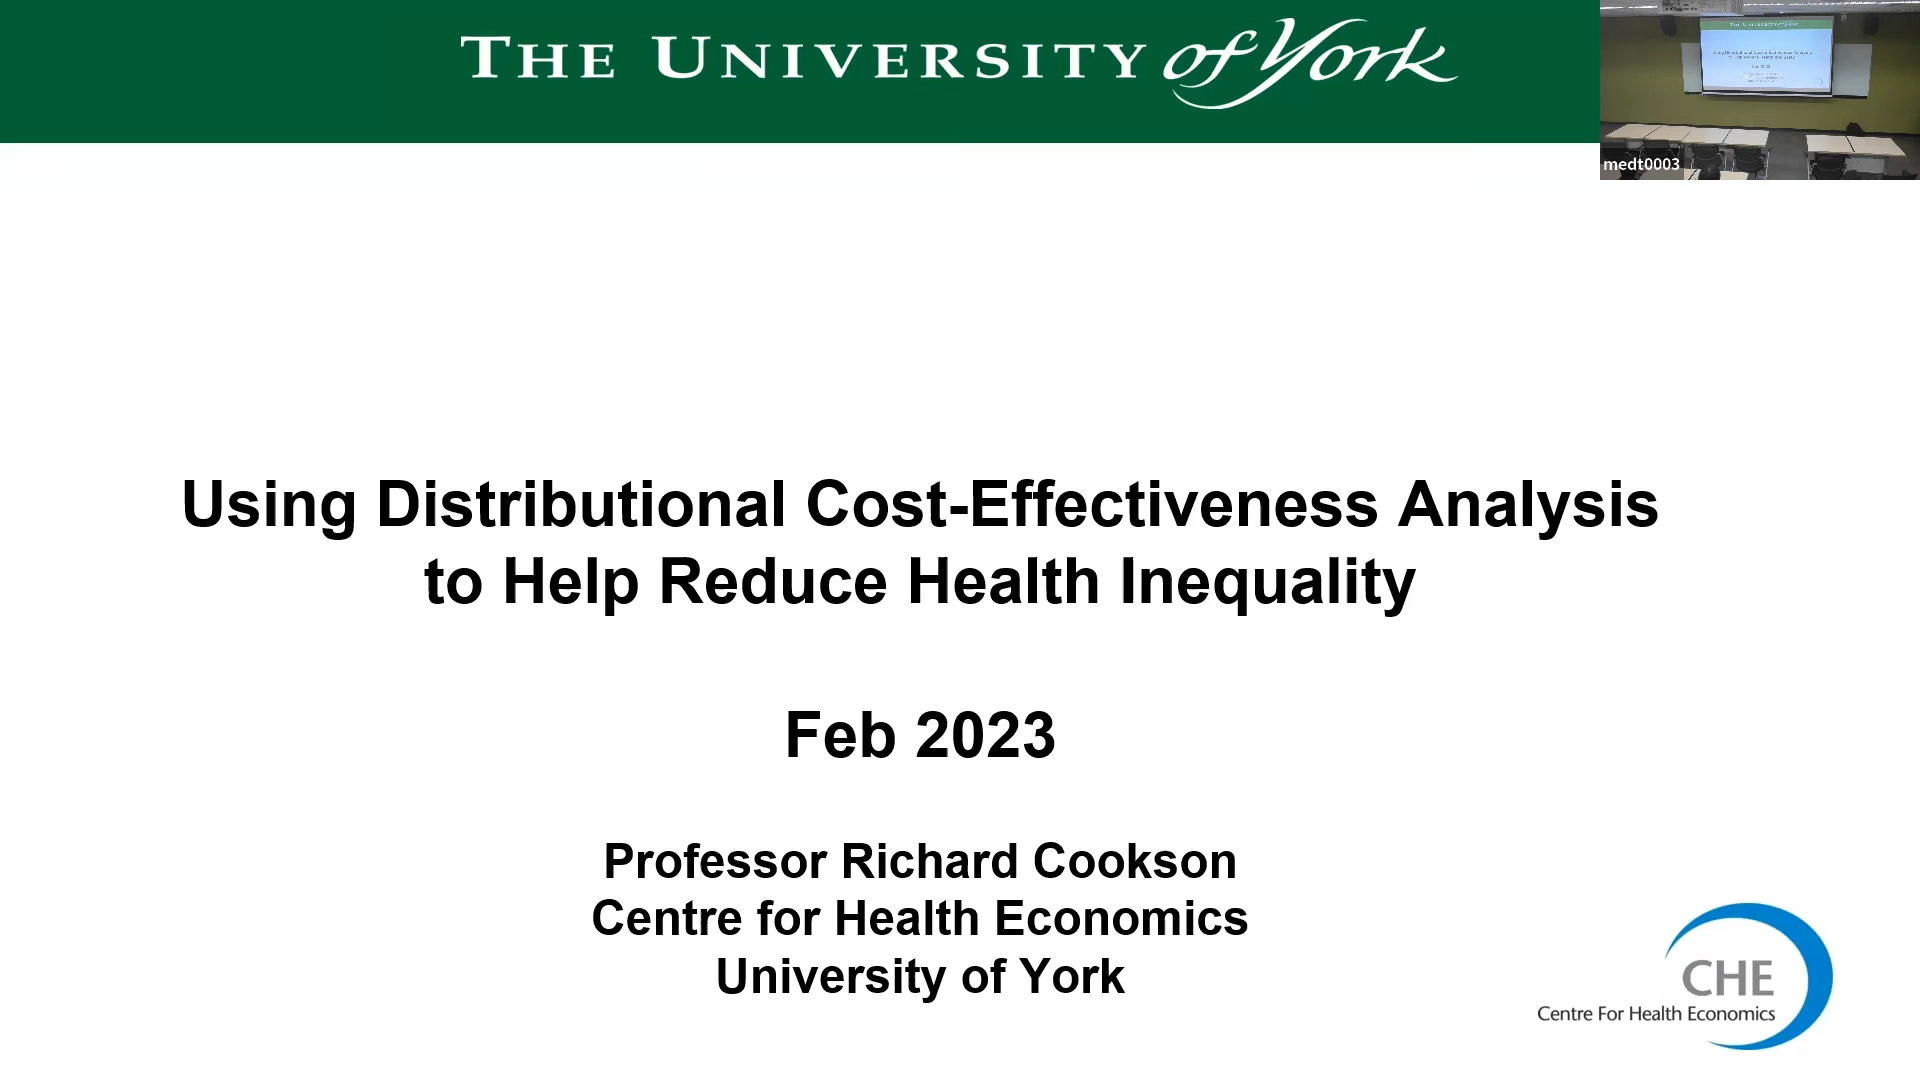 THE UNIVERSITY of York
medt0003
Using Distributional Cost-Effectiveness Analysis
to Help Reduce Health Inequality
Feb 2023
Professor Richard Cookson
Centre for Health Economics
University of York
CHE
Centre For Health Economics